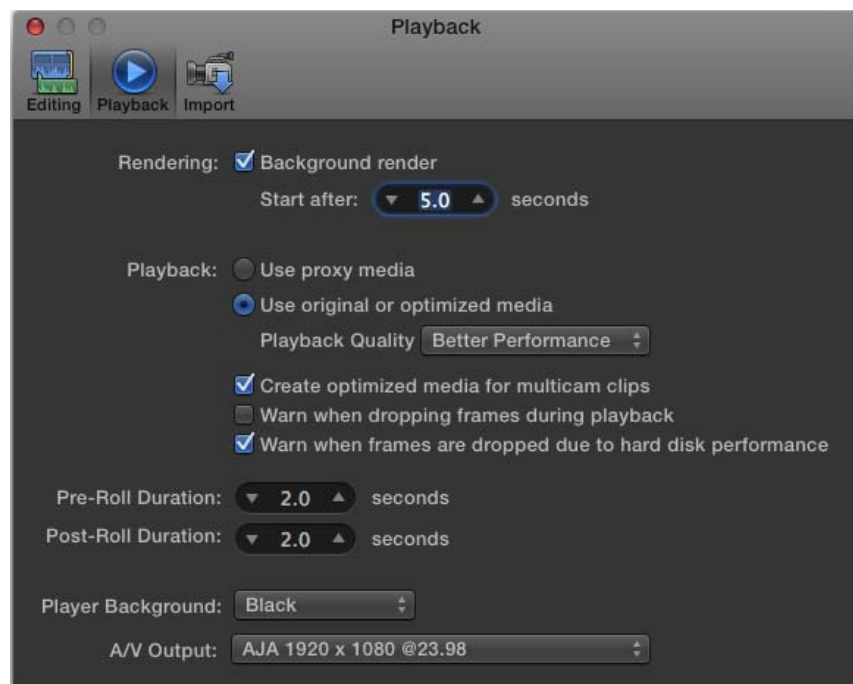 Playback
Editing Playback Import
Rendering: Background render
Start after: 5.0 seconds
Playback: Use proxy media
Use original or optimized media
Playback Quality Better Performance
Create optimized media for multicam clips
Warn when dropping frames during playback
Warn when frames are dropped due to hard disk performance
Pre-Roll Duration: 2.0 seconds
Post-Roll Duration: 2.0 seconds
Player Background: Black
A/V Output: AJA 1920 x 1080 @23.98